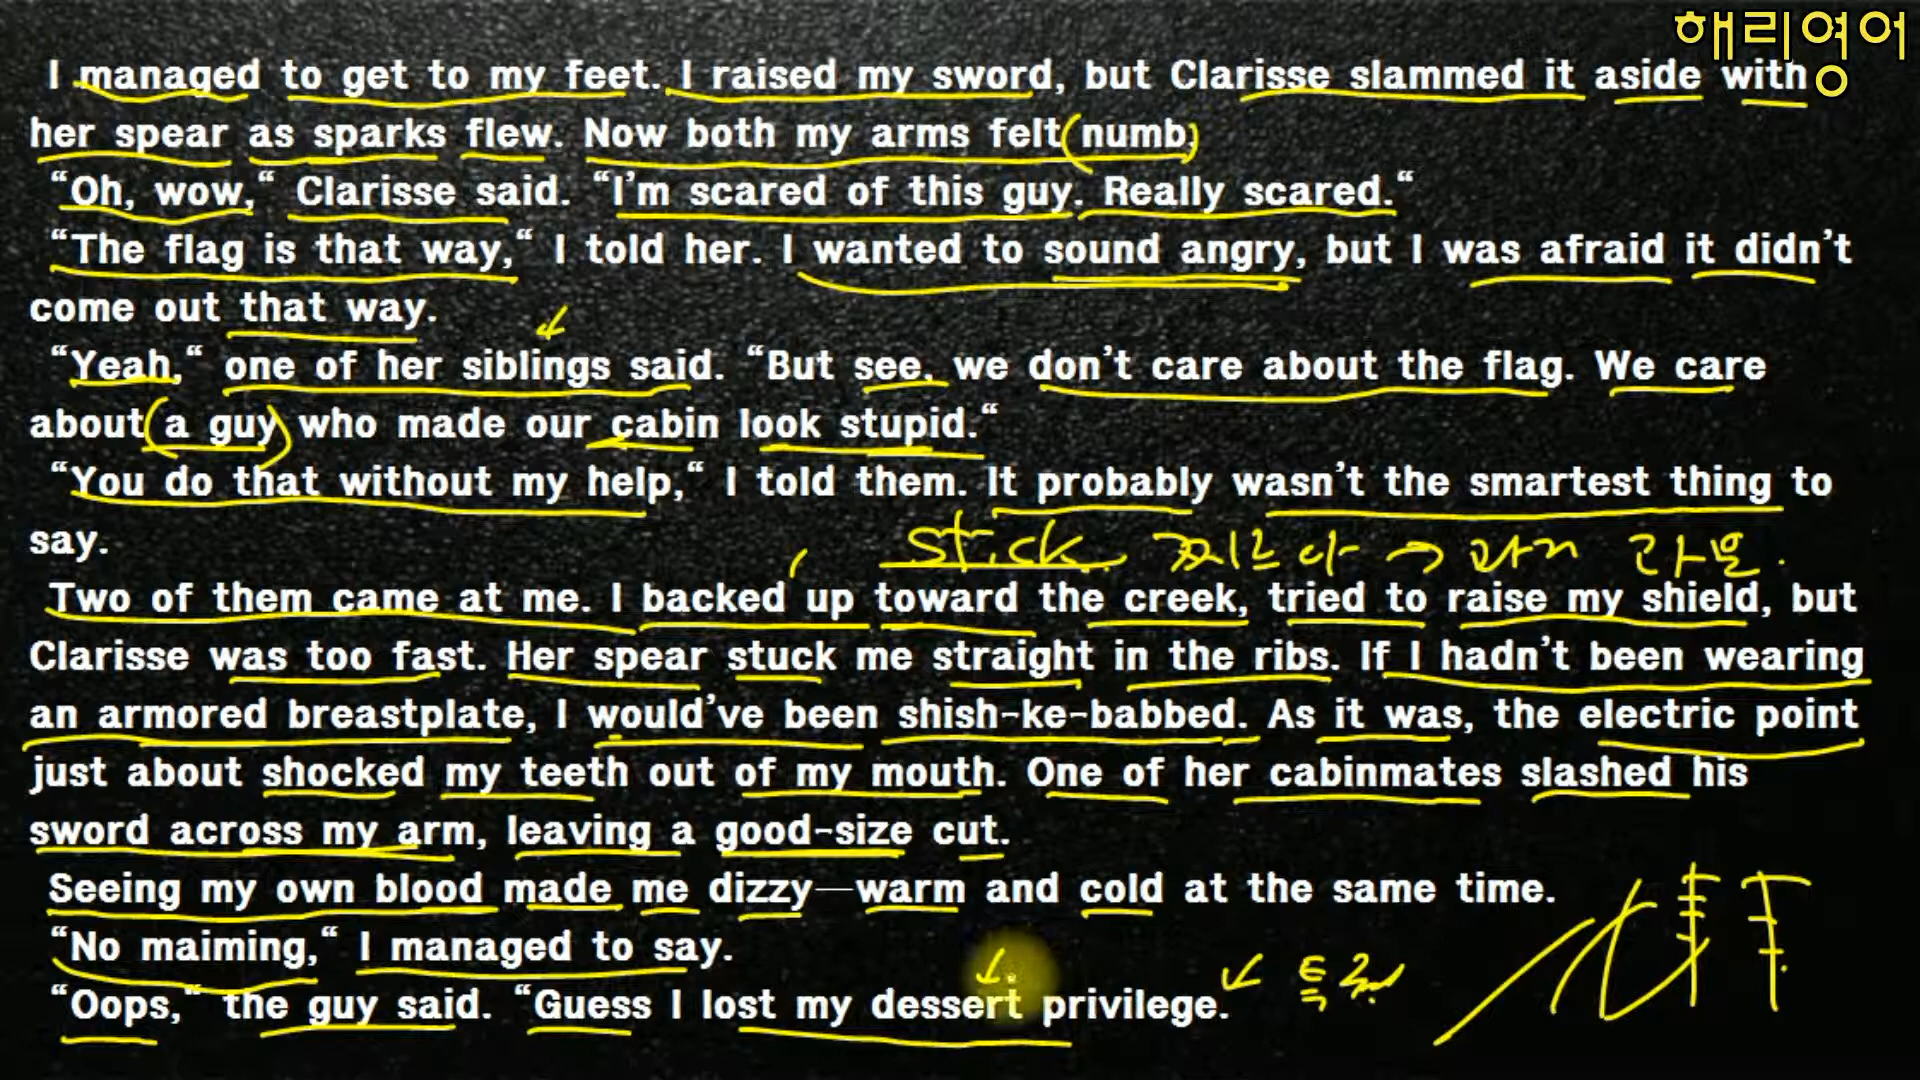 해리영어
I managed to get to my feet. I raised my sword, but Clarisse slammed it aside with
her spear as sparks flew. Now both my arms felt numb.
“Oh, wow,“ Clarisse said. “I’m scared of this guy. Really scared.“
“The flag is that way,“ I told her. I wanted to sound angry, but I was afraid it didn’t
come out that way.
“Yeah,“ one of her siblings said. “But see, we don’t care about the flag. We care
about a guy who made our cabin look stupid.“
“You do that without my help,“ I told them. It probably wasn’t the smartest thing to
say.
stick
Two of them came at me. I backed up toward the creek, tried to raise my shield, but
Clarisse was too fast. Her spear stuck me straight in the ribs. If I hadn’t been wearing
an armored breastplate, I would’ve been shish-ke-babbed. As it was, the electric point
just about shocked my teeth out of my mouth. One of her cabinmates slashed his
sword across my arm, leaving a good-size cut.
Seeing my own blood made me dizzy—warm and cold at the same time.
“No maiming,“ I managed to say.
“Oops,“ the guy said. “Guess I lost my dessert privilege.
특권